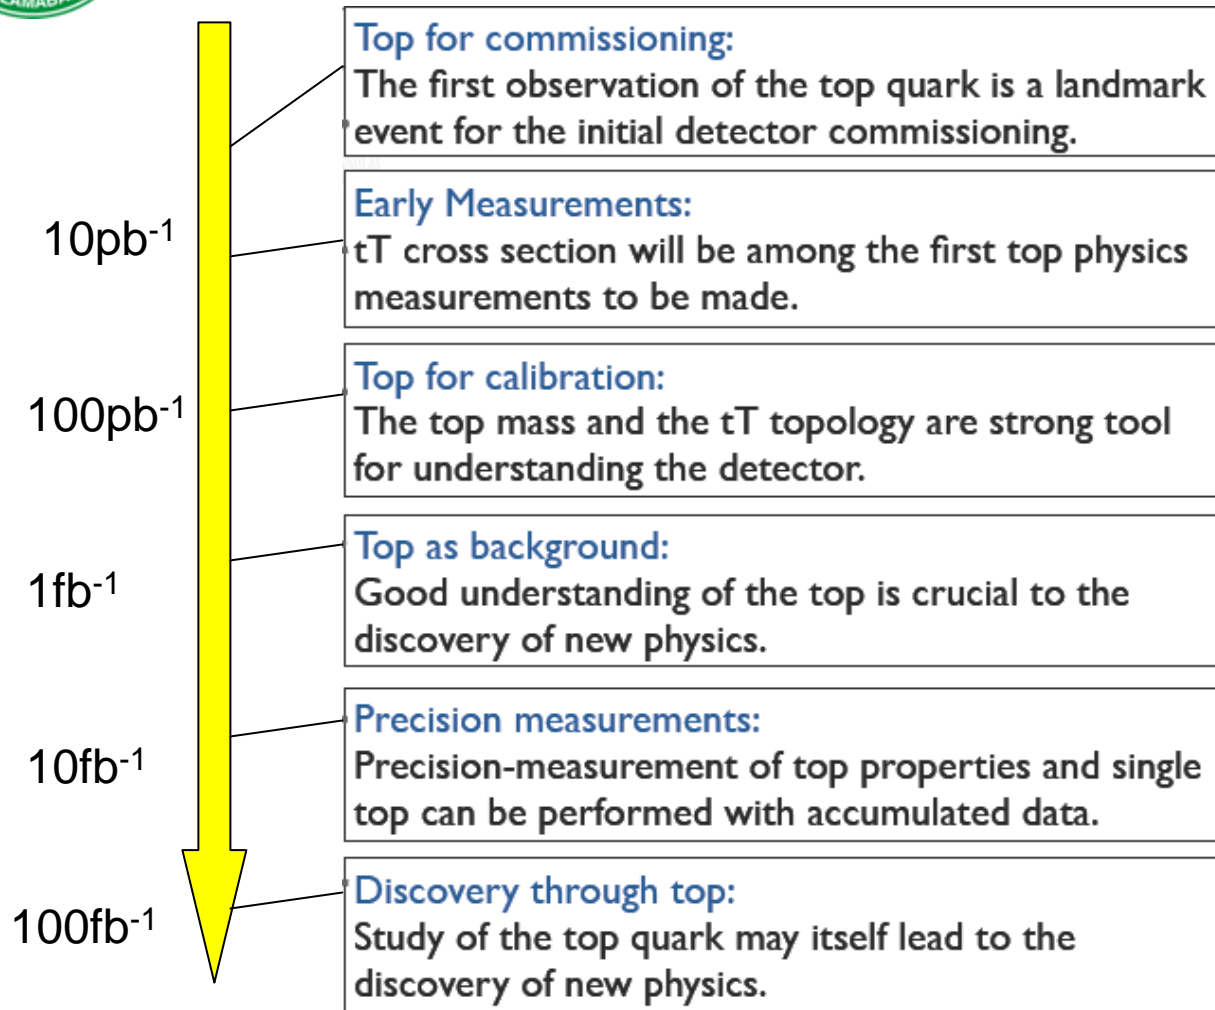 LAMABA
Top for commissioning:
The first observation of the top quark is a landmark
event for the initial detector commissioning.
10pb-1
Early Measurements:
tT cross section will be among the first top physics
measurements to be made.
100pb-1
Top for calibration:
The top mass and the tT topology are strong tool
for understanding the detector.
1fb-1
Top as background:
Good understanding of the top is crucial to the
discovery of new physics.
10fb-1
Precision measurements:
Precision-measurement of top properties and single
top can be performed with accumulated data.
100fb-1
Discovery through top:
Study of the top quark may itself lead to the
discovery of new physics.